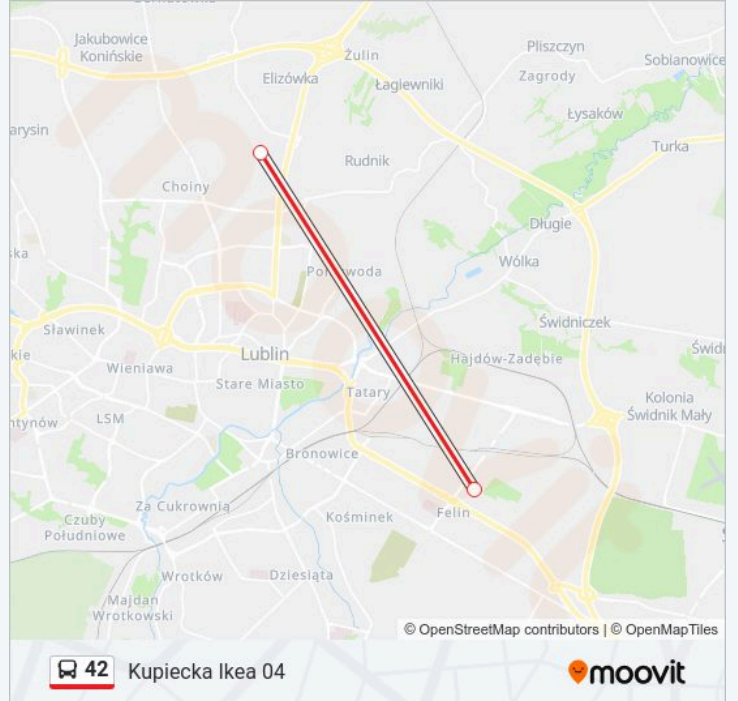 Jakubowice
Konińskie
Żulin
Pliszczyn
Sobianowice
Elizówka
Łagiewniki
Zagrody
Łysaków
arysin
Turka
Rudnik
Choiny
Długie
ska
Wólka
Świdniczek
Sławinek
kie
Lublin
Hajdów-Zadębie
Wieniawa
Stare Miasto
Tatary
Kolonia
Świdnik Mały
ntynów
LSM
Bronowice
Za Cukrownią
Felin
Czuby
Południowe
Kośminek
Wrotków
Dziesiąta
Majdan
Wrotkowski
© OpenStreetMap contributors | © OpenMapTiles
42 Kupiecka Ikea 04
moovit